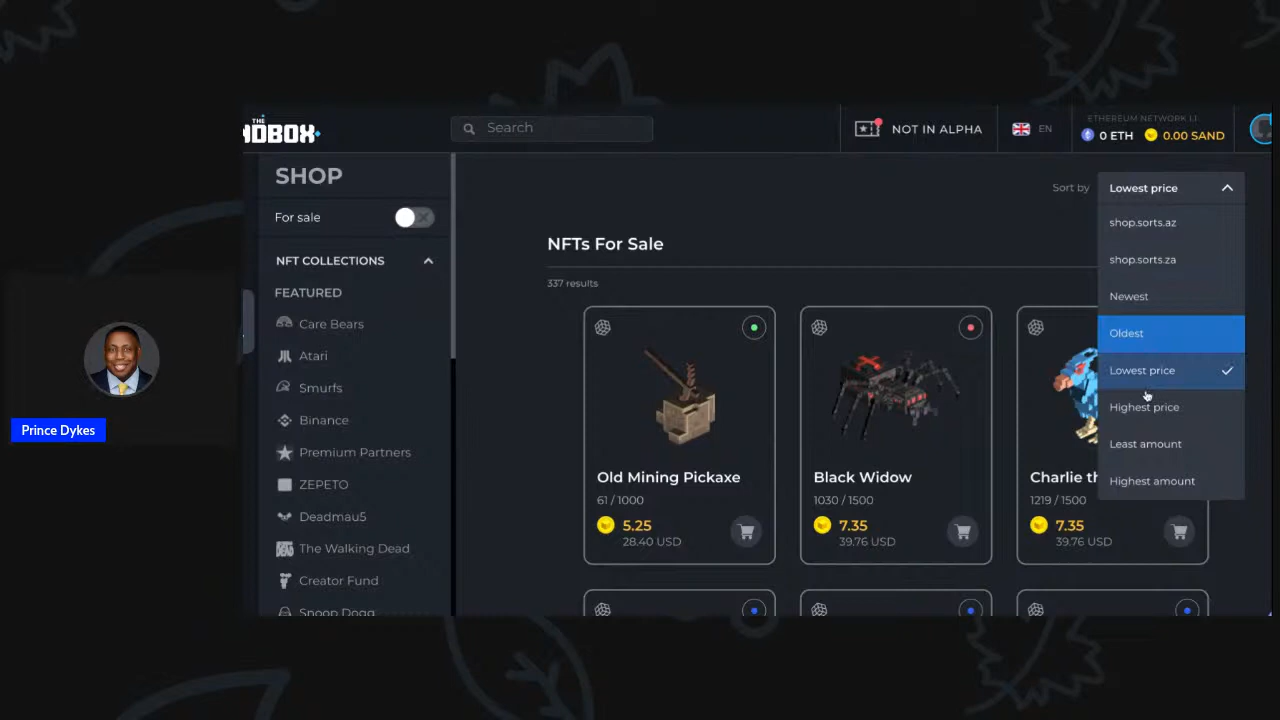 THE
NDBOX
Search
NOT IN ALPHA
EN
ETHEREUM NETWORK L1
0 ETH
0.00 SAND
SHOP
For sale
NFT COLLECTIONS
FEATURED
Care Bears
Atari
Smurfs
Binance
Premium Partners
ZEPETO
Deadmau5
The Walking Dead
Creator Fund
Snoop Dogg
Sort by
Lowest price
shop.sorts.az
shop.sorts.za
Newest
Oldest
Lowest price
Highest price
Least amount
Highest amount
NFTs For Sale
337 results
Old Mining Pickaxe
61 / 1000
5.25
28.40 USD
Black Widow
1030 / 1500
7.35
39.76 USD
Charlie th
1219 / 1500
7.35
39.76 USD
Prince Dykes